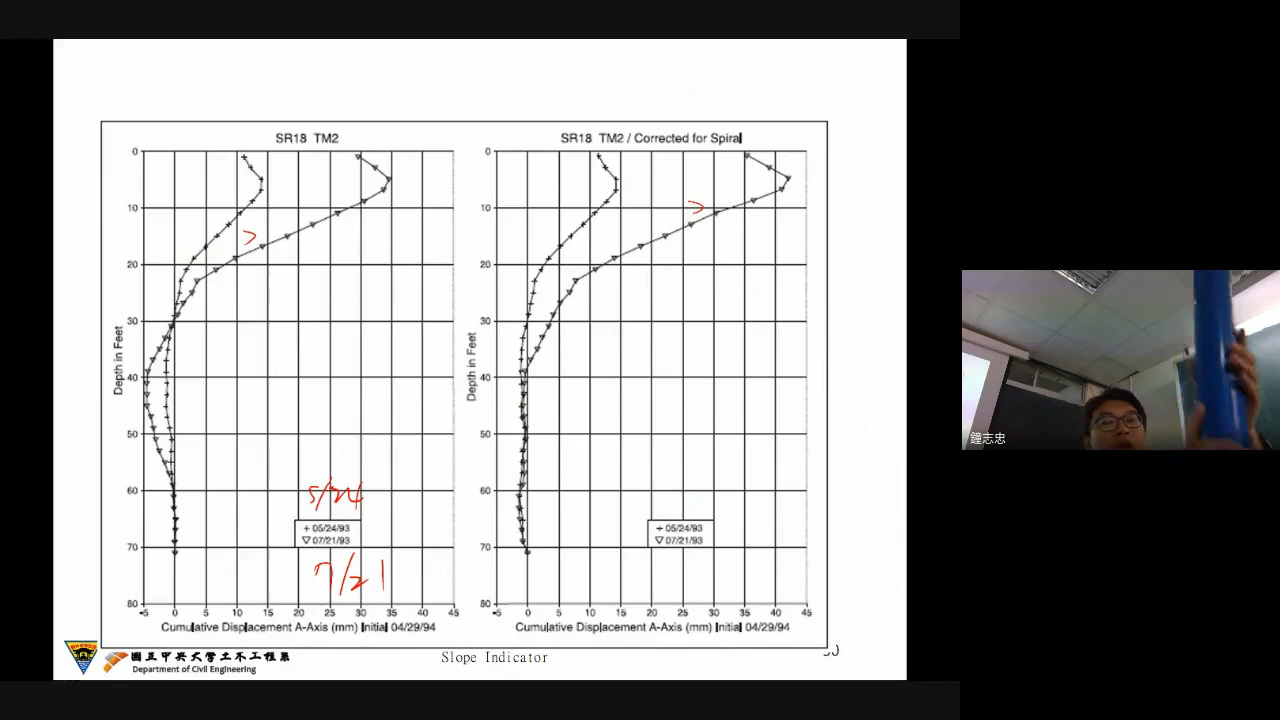 SR18 TM2
SR18 TM2 / Corrected for Spiral
0
10
20
30
40
50
60
70
80
Depth in Feet
-5 0 5 10 15 20 25 30 35 40 45
Cumulative Displacement A-Axis (mm) Initial 04/29/94
5/24
+ 05/24/93
▽ 07/21/93
7/21
0
10
20
30
40
50
60
70
80
Depth in Feet
-5 0 5 10 15 20 25 30 35 40 45
Cumulative Displacement A-Axis (mm) Initial 04/29/94
+ 05/24/93
▽ 07/21/93
國立中央大學土木工程系
Department of Civil Engineering
Slope Indicator
鐘志忠